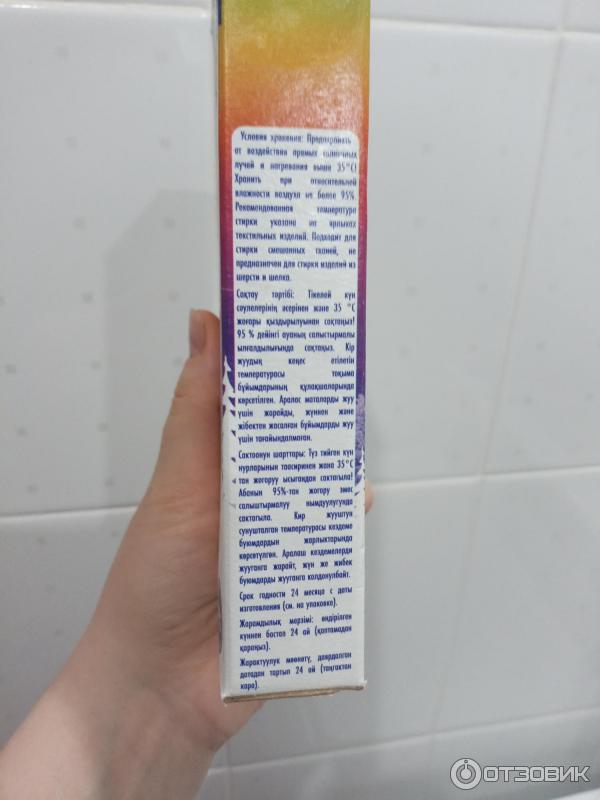 Условия хранения: Предохранять
от воздействия прямых солнечных
лучей и нагревания выше 35°С!
Хранить при относительной
влажности воздуха не более 95%.
Рекомендованная температура
стирки указана на ярлыках
текстильных изделий. Подходит для
стирки смешанных тканей, не
предназначен для стирки изделий из
шерсти и шелка.
Сақтау тәртібі: Тікелей күн
сәулелерінің әсерінен және 35 °С
жоғары қыздырылуынан сақтаңыз!
95 % дейінгі ауаның салыстырмалы
ылғалдылығында сақтаңыз. Кір
жуудың кеңес етілетін
температурасы тоқыма
бұйымдарының құлақшаларында
көрсетілген. Аралас маталарды жуу
үшін жарайды, жүннен және
жібектен жасалған бұйымдарды жуу
үшін тағайындалмаған.
Сактоонун шарттары: Түз тийген күн
нурларынын таасиринен жана 35°С
тан жогоруу ысыгандан сактагыла!
Абанын 95%-тан жогору эмес
салыштырмалуу нымдуулугунда
сактагыла. Кир жууштун
сунушталган температурасы кездеме
буюмдардын жарлыктарында
көрсөтүлгөн. Аралаш кездемелерди
жууганга жарайт, жүн же жибек
буюмдарды жууганга колдонулбайт.
Срок годности 24 месяца с даты
изготовления (см. на упаковке).
Жарамдылық мерзімі: өндірілген
күннен бастап 24 ай (қаптамадан
қараңыз).
Жарактуулук мөөнөтү, даярдалган
датадан тартып 24 ай (таңгактан
кара).
ОТЗОВИК